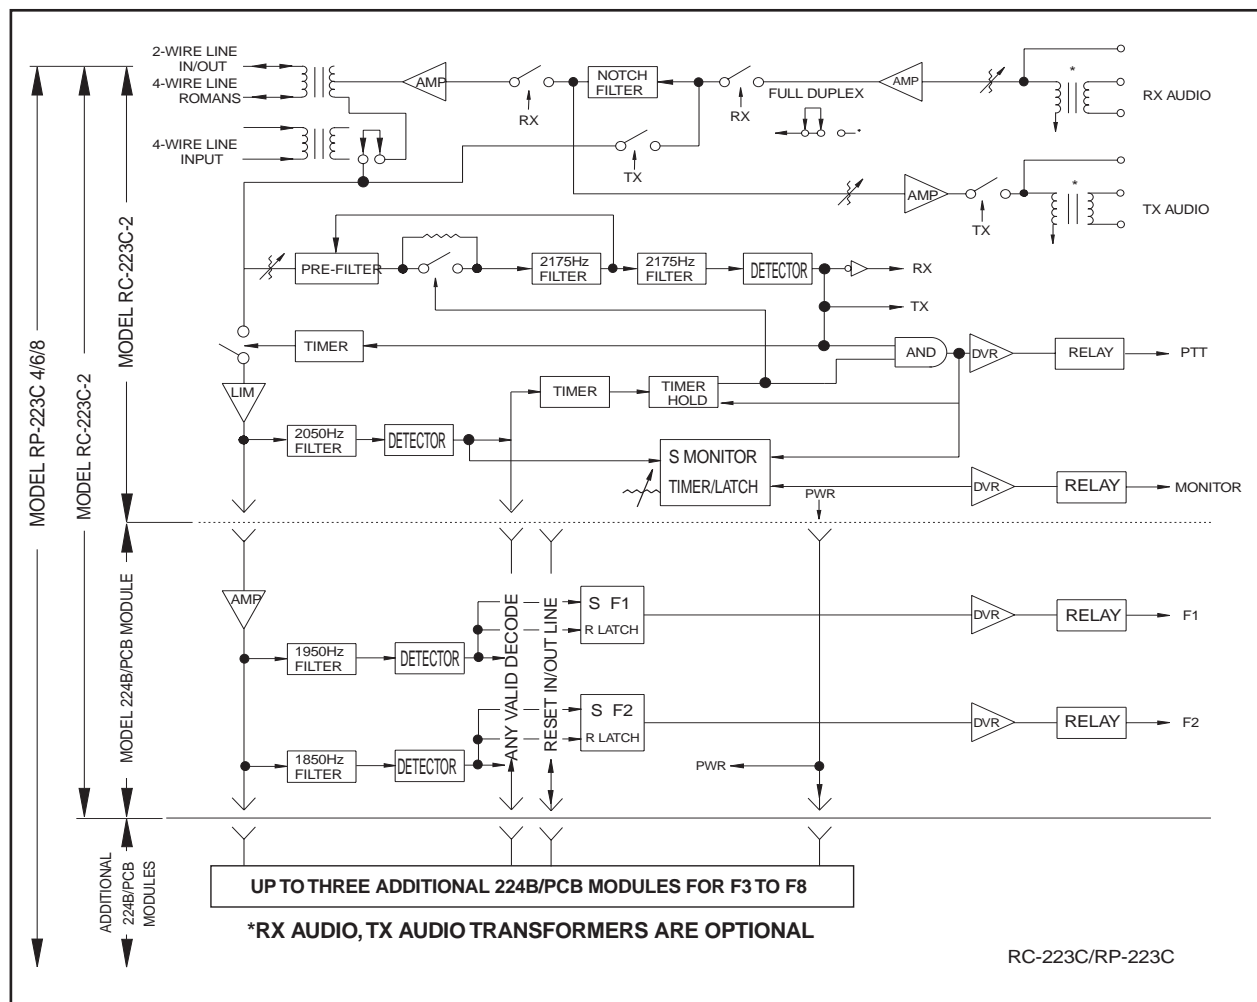 2-WIRE LINE
IN/OUT
4-WIRE LINE
ROMANS
4-WIRE LINE
INPUT
AMP
RX
NOTCH
FILTER
RX
FULL DUPLEX
*
AMP
*
RX AUDIO
TX
AMP
TX
*
TX AUDIO
PRE-FILTER
2175Hz
FILTER
2175Hz
FILTER
DETECTOR
RX
TX
TIMER
AND
DVR
RELAY
PTT
LIM
TIMER
TIMER
HOLD
2050Hz
FILTER
DETECTOR
S MONITOR
TIMER/LATCH
PWR
DVR
RELAY
MONITOR
AMP
1950Hz
FILTER
DETECTOR
ANY VALID DECODE
RESET IN/OUT LINE
S F1
R LATCH
DVR
RELAY
F1
1850Hz
FILTER
DETECTOR
S F2
R LATCH
DVR
RELAY
F2
PWR
MODEL RP-223C 4/6/8
MODEL RC-223C-2
MODEL RC-223C-2
MODEL 224B/PCB MODULE
ADDITIONAL
224B/PCB
MODULES
UP TO THREE ADDITIONAL 224B/PCB MODULES FOR F3 TO F8
*RX AUDIO, TX AUDIO TRANSFORMERS ARE OPTIONAL
RC-223C/RP-223C